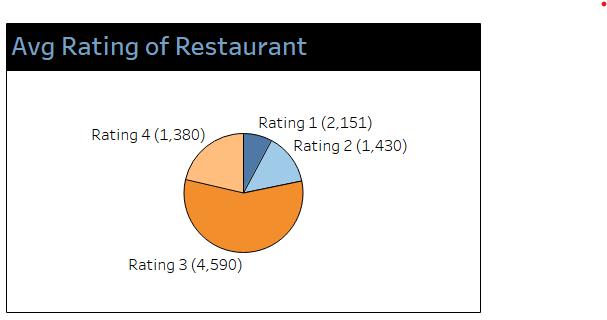 Avg Rating of Restaurant
Rating 1 (2,151)
Rating 4 (1,380)
Rating 2 (1,430)
Rating 3 (4,590)